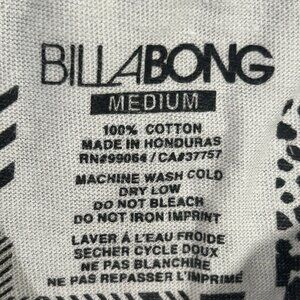 BILLABONG
MEDIUM
100% COTTON
MADE IN HONDURAS
RN#99064 / CA#37757
MACHINE WASH COLD
DRY LOW
DO NOT BLEACH
DO NOT IRON IMPRINT
LAVER À L'EAU FROIDE
SECHER CYCLE DOUX
NE PAS BLANCHIRE
NE PAS REPASSER L'IMPRIMÉ